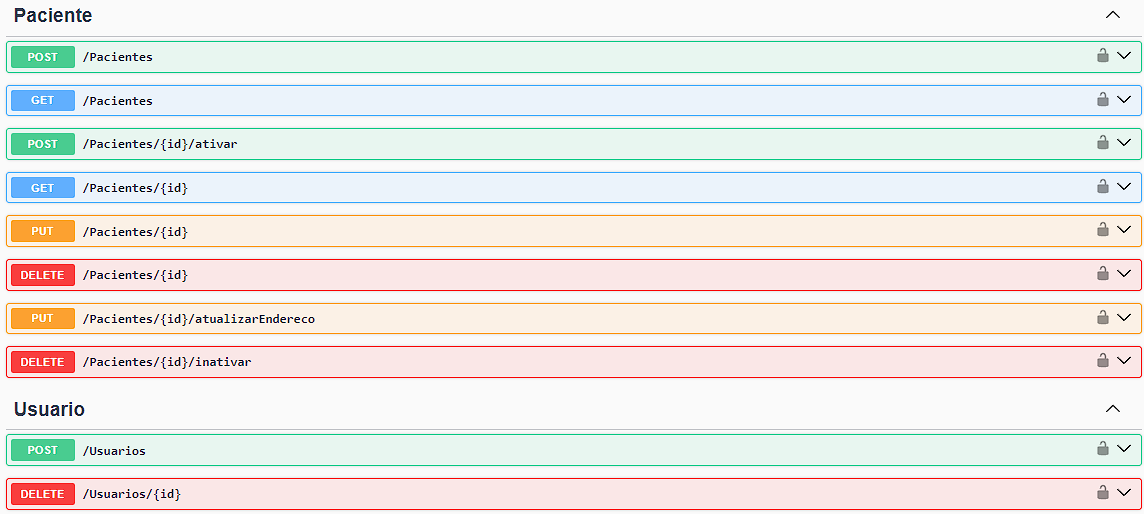 Paciente
POST /Pacientes
GET /Pacientes
POST /Pacientes/{id}/ativar
GET /Pacientes/{id}
PUT /Pacientes/{id}
DELETE /Pacientes/{id}
PUT /Pacientes/{id}/atualizarEndereco
DELETE /Pacientes/{id}/inativar
Usuario
POST /Usuarios
DELETE /Usuarios/{id}